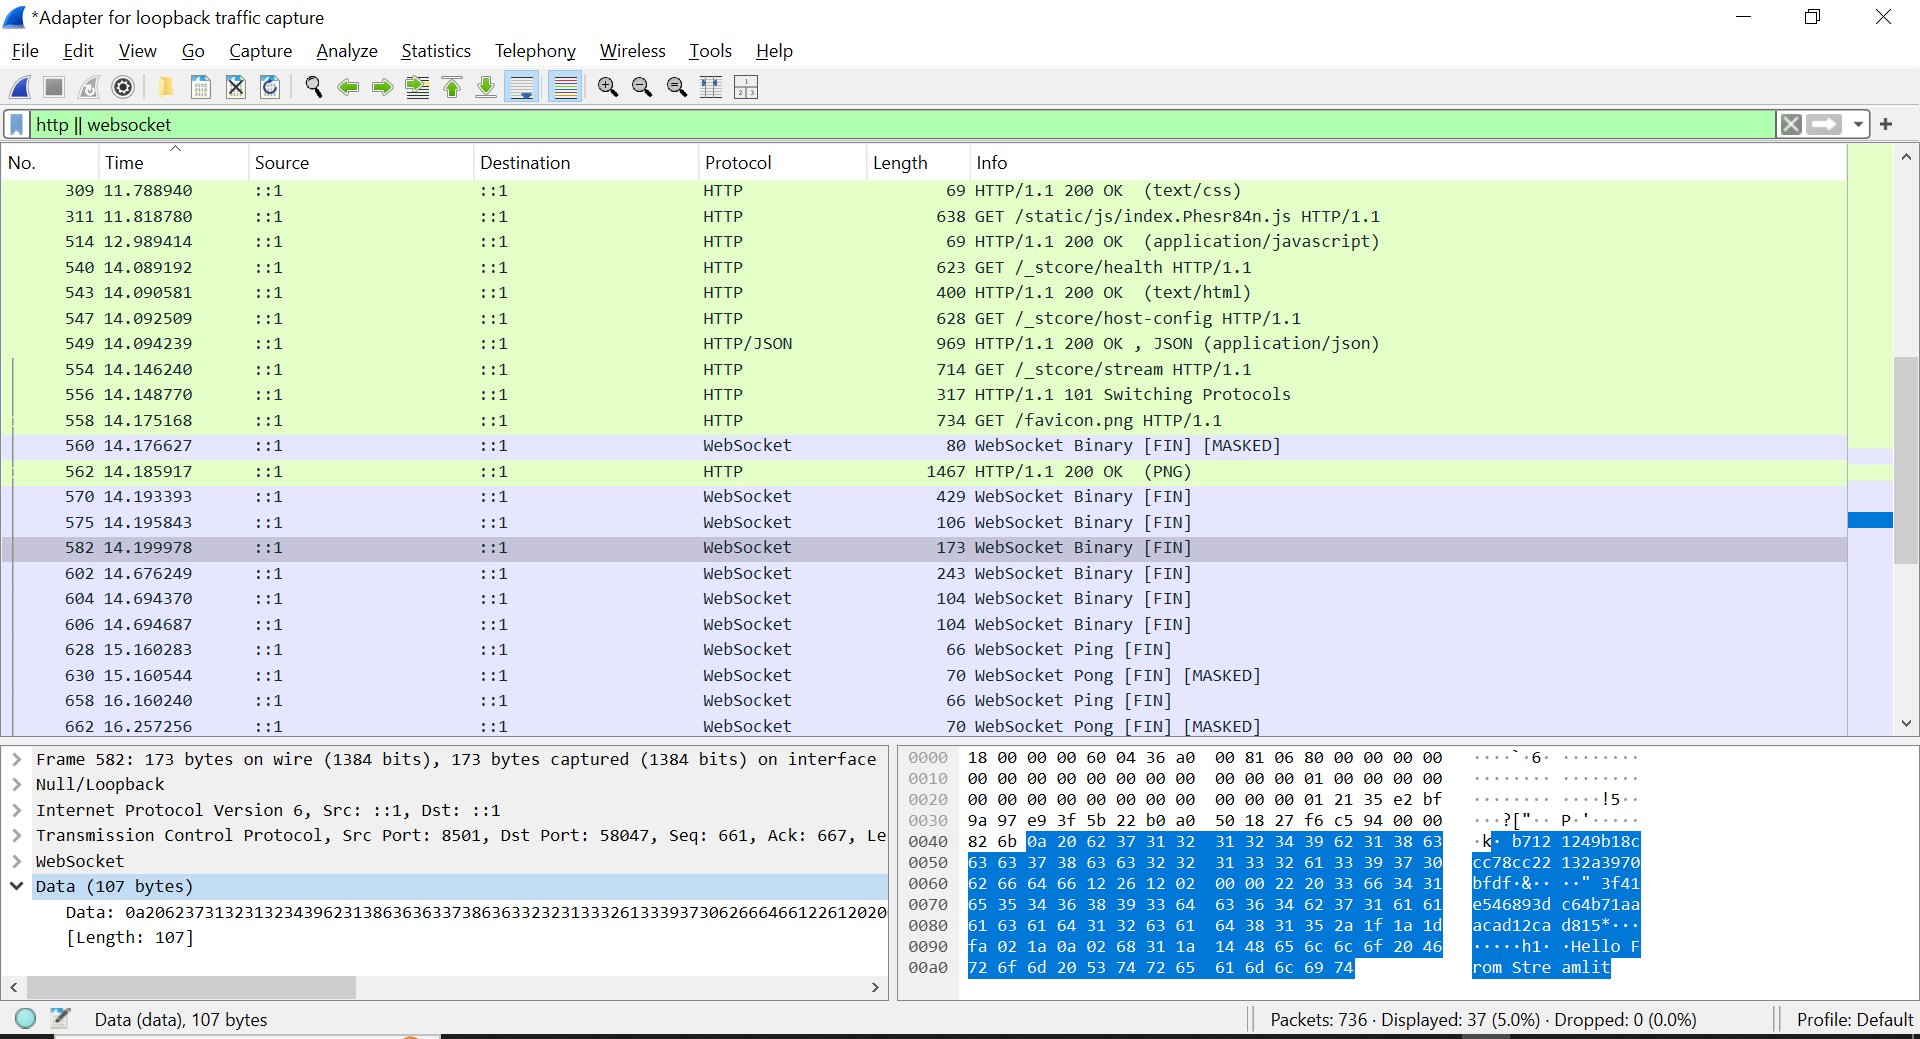 *Adapter for loopback traffic capture
File Edit View Go Capture Analyze Statistics Telephony Wireless Tools Help
http || websocket
No. Time Source Destination Protocol Length Info
309 11.788940 ::1 ::1 HTTP 69 HTTP/1.1 200 OK  (text/css)
311 11.818780 ::1 ::1 HTTP 638 GET /static/js/index.Phesr84n.js HTTP/1.1
514 12.989414 ::1 ::1 HTTP 69 HTTP/1.1 200 OK  (application/javascript)
540 14.089192 ::1 ::1 HTTP 623 GET /_stcore/health HTTP/1.1
543 14.090581 ::1 ::1 HTTP 400 HTTP/1.1 200 OK  (text/html)
547 14.092509 ::1 ::1 HTTP 628 GET /_stcore/host-config HTTP/1.1
549 14.094239 ::1 ::1 HTTP/JSON 969 HTTP/1.1 200 OK , JSON (application/json)
554 14.146240 ::1 ::1 HTTP 714 GET /_stcore/stream HTTP/1.1
556 14.148770 ::1 ::1 HTTP 317 HTTP/1.1 101 Switching Protocols
558 14.175168 ::1 ::1 HTTP 734 GET /favicon.png HTTP/1.1
560 14.176627 ::1 ::1 WebSocket 80 WebSocket Binary [FIN] [MASKED]
562 14.185917 ::1 ::1 HTTP 1467 HTTP/1.1 200 OK  (PNG)
570 14.193393 ::1 ::1 WebSocket 429 WebSocket Binary [FIN]
575 14.195843 ::1 ::1 WebSocket 106 WebSocket Binary [FIN]
582 14.199978 ::1 ::1 WebSocket 173 WebSocket Binary [FIN]
602 14.676249 ::1 ::1 WebSocket 243 WebSocket Binary [FIN]
604 14.694370 ::1 ::1 WebSocket 104 WebSocket Binary [FIN]
606 14.694687 ::1 ::1 WebSocket 104 WebSocket Binary [FIN]
628 15.160283 ::1 ::1 WebSocket 66 WebSocket Ping [FIN]
630 15.160544 ::1 ::1 WebSocket 70 WebSocket Pong [FIN] [MASKED]
658 16.160240 ::1 ::1 WebSocket 66 WebSocket Ping [FIN]
662 16.257256 ::1 ::1 WebSocket 70 WebSocket Pong [FIN] [MASKED]
Frame 582: 173 bytes on wire (1384 bits), 173 bytes captured (1384 bits) on interface
Null/Loopback
Internet Protocol Version 6, Src: ::1, Dst: ::1
Transmission Control Protocol, Src Port: 8501, Dst Port: 58047, Seq: 661, Ack: 667, Le
WebSocket
Data (107 bytes)
Data: 0a2062373132313234396231386363373863633232313332613339373062666466122612020
[Length: 107]
0000 18 00 00 00 60 04 36 a0 00 81 06 80 00 00 00 00 ····`·6· ········
0010 00 00 00 00 00 00 00 00 00 00 00 01 00 00 00 00 ········ ········
0020 00 00 00 00 00 00 00 00 00 00 00 01 21 35 e2 bf ········ ····!5··
0030 9a 97 e9 3f 5b 22 b0 a0 50 18 27 f6 c5 94 00 00 ···?["·· P·'·····
0040 82 6b 0a 20 62 37 31 32 31 32 34 39 62 31 38 63 ·k· b712 1249b18c
0050 63 63 37 38 63 63 32 32 31 33 32 61 33 39 37 30 cc78cc22 132a3970
0060 62 66 64 66 12 26 12 02 00 00 22 20 33 66 34 31 bfdf·&·· ··" 3f41
0070 65 35 34 36 38 39 33 64 63 36 34 62 37 31 61 61 e546893d c64b71aa
0080 61 63 61 64 31 32 63 61 64 38 31 35 2a 1f 1a 1d acad12ca d815*···
0090 fa 02 1a 0a 02 68 31 1a 14 48 65 6c 6c 6f 20 46 ·····h1· ·Hello F
00a0 72 6f 6d 20 53 74 72 65 61 6d 6c 69 74 rom Stre amlit
Data (data), 107 bytes
Packets: 736 · Displayed: 37 (5.0%) · Dropped: 0 (0.0%)
Profile: Default